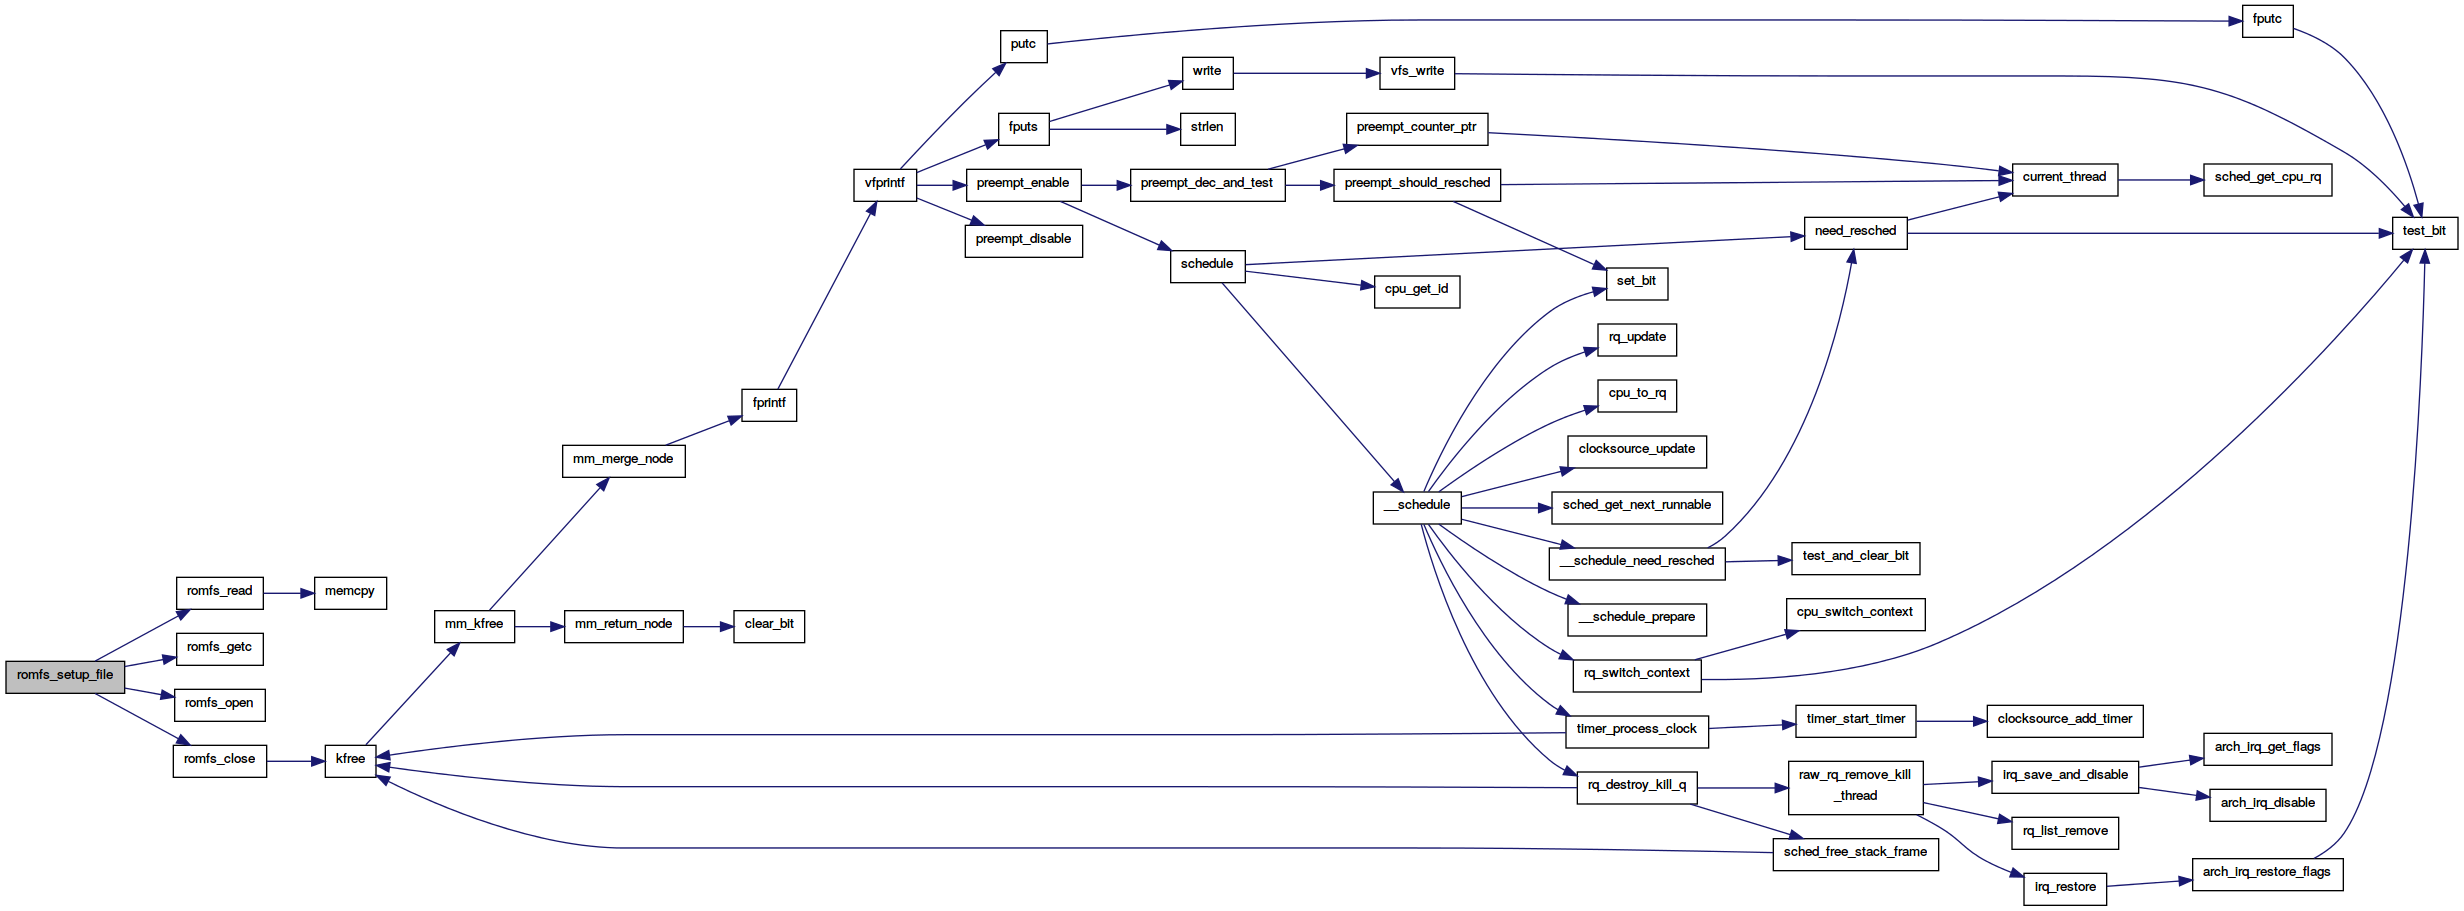 romfs_setup_file
romfs_read
romfs_getc
romfs_open
romfs_close
memcpy
kfree
mm_kfree
mm_merge_node
mm_return_node
fprintf
clear_bit
vfprintf
putc
fputs
preempt_enable
preempt_disable
write
strlen
preempt_dec_and_test
schedule
vfs_write
preempt_counter_ptr
preempt_should_resched
cpu_get_id
__schedule
set_bit
rq_update
cpu_to_rq
clocksource_update
sched_get_next_runnable
__schedule_need_resched
__schedule_prepare
rq_switch_context
timer_process_clock
rq_destroy_kill_q
need_resched
test_and_clear_bit
cpu_switch_context
timer_start_timer
raw_rq_remove_kill
_thread
sched_free_stack_frame
current_thread
clocksource_add_timer
irq_save_and_disable
rq_list_remove
irq_restore
fputc
sched_get_cpu_rq
arch_irq_get_flags
arch_irq_disable
arch_irq_restore_flags
test_bit